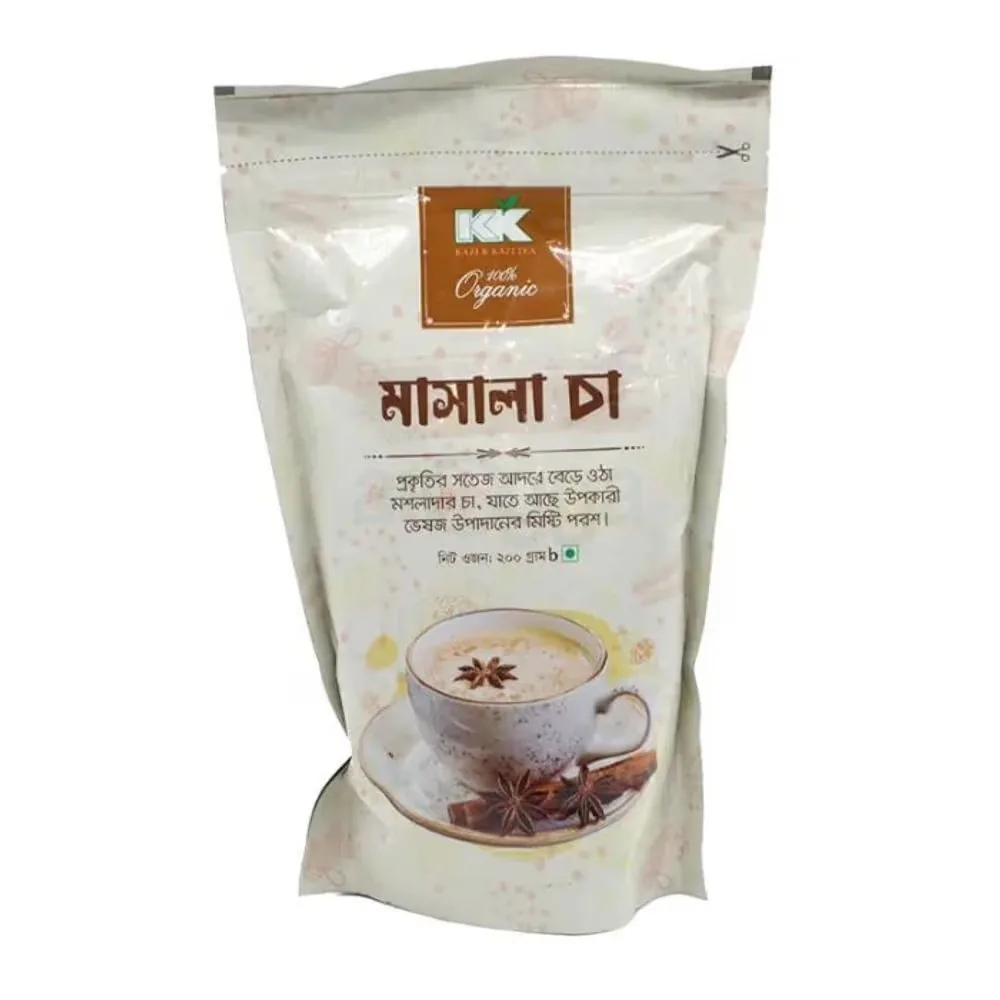 KK
KAZI & KAZI TEA
100%
Organic
মাসালা চা
প্রকৃতির সতেজ আদরে বেড়ে ওঠা
মশলাদার চা, যাতে আছে উপকারী
ভেষজ উপাদানের মিষ্টি পরশ।
নিট ওজন: ২০০ গ্রাম b